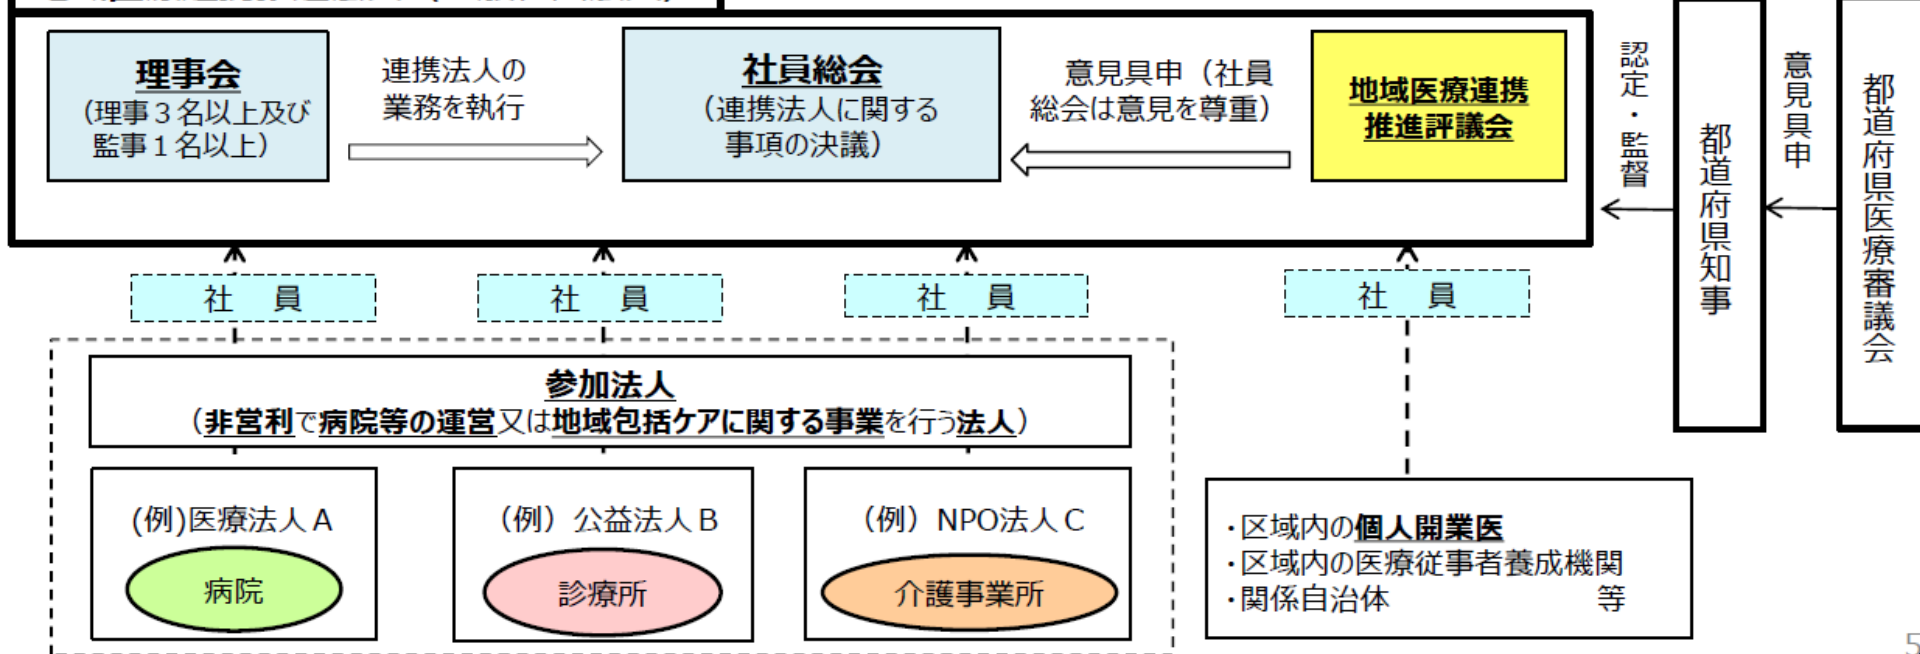 理事会
(理事３名以上及び
監事１名以上)
連携法人の
業務を執行
社員総会
(連携法人に関する
事項の決議)
意見具申（社員
総会は意見を尊重）
地域医療連携
推進評議会
認定・監督
都道府県知事
意見具申
都道府県医療審議会
社　員
社　員
社　員
社　員
参加法人
（非営利で病院等の運営又は地域包括ケアに関する事業を行う法人）
(例)医療法人Ａ
病院
（例）公益法人Ｂ
診療所
（例）NPO法人Ｃ
介護事業所
・区域内の個人開業医
・区域内の医療従事者養成機関
・関係自治体　　　　　　　等
5